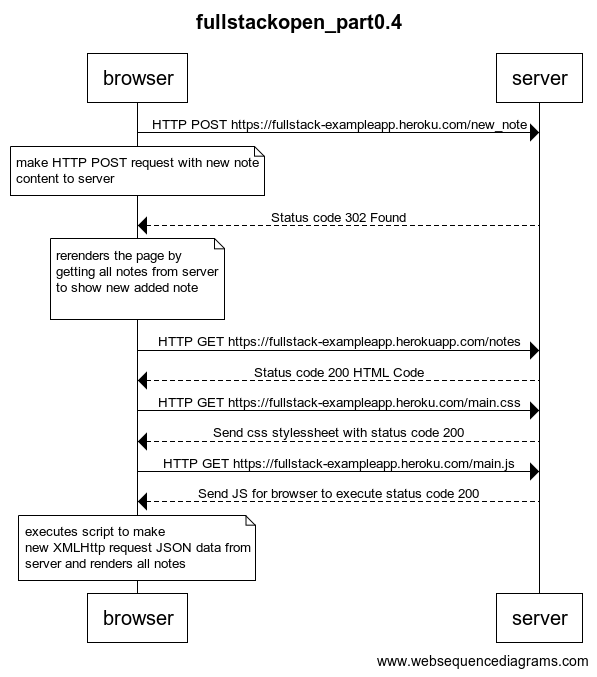 fullstackopen_part0.4
browser
server
HTTP POST https://fullstack-exampleapp.heroku.com/new_note
make HTTP POST request with new note
content to server
Status code 302 Found
rerenders the page by
getting all notes from server
to show new added note
HTTP GET https://fullstack-exampleapp.herokuapp.com/notes
Status code 200 HTML Code
HTTP GET https://fullstack-exampleapp.heroku.com/main.css
Send css stylessheet with status code 200
HTTP GET https://fullstack-exampleapp.heroku.com/main.js
Send JS for browser to execute status code 200
executes script to make
new XMLHttp request JSON data from
server and renders all notes
browser
server
www.websequencediagrams.com